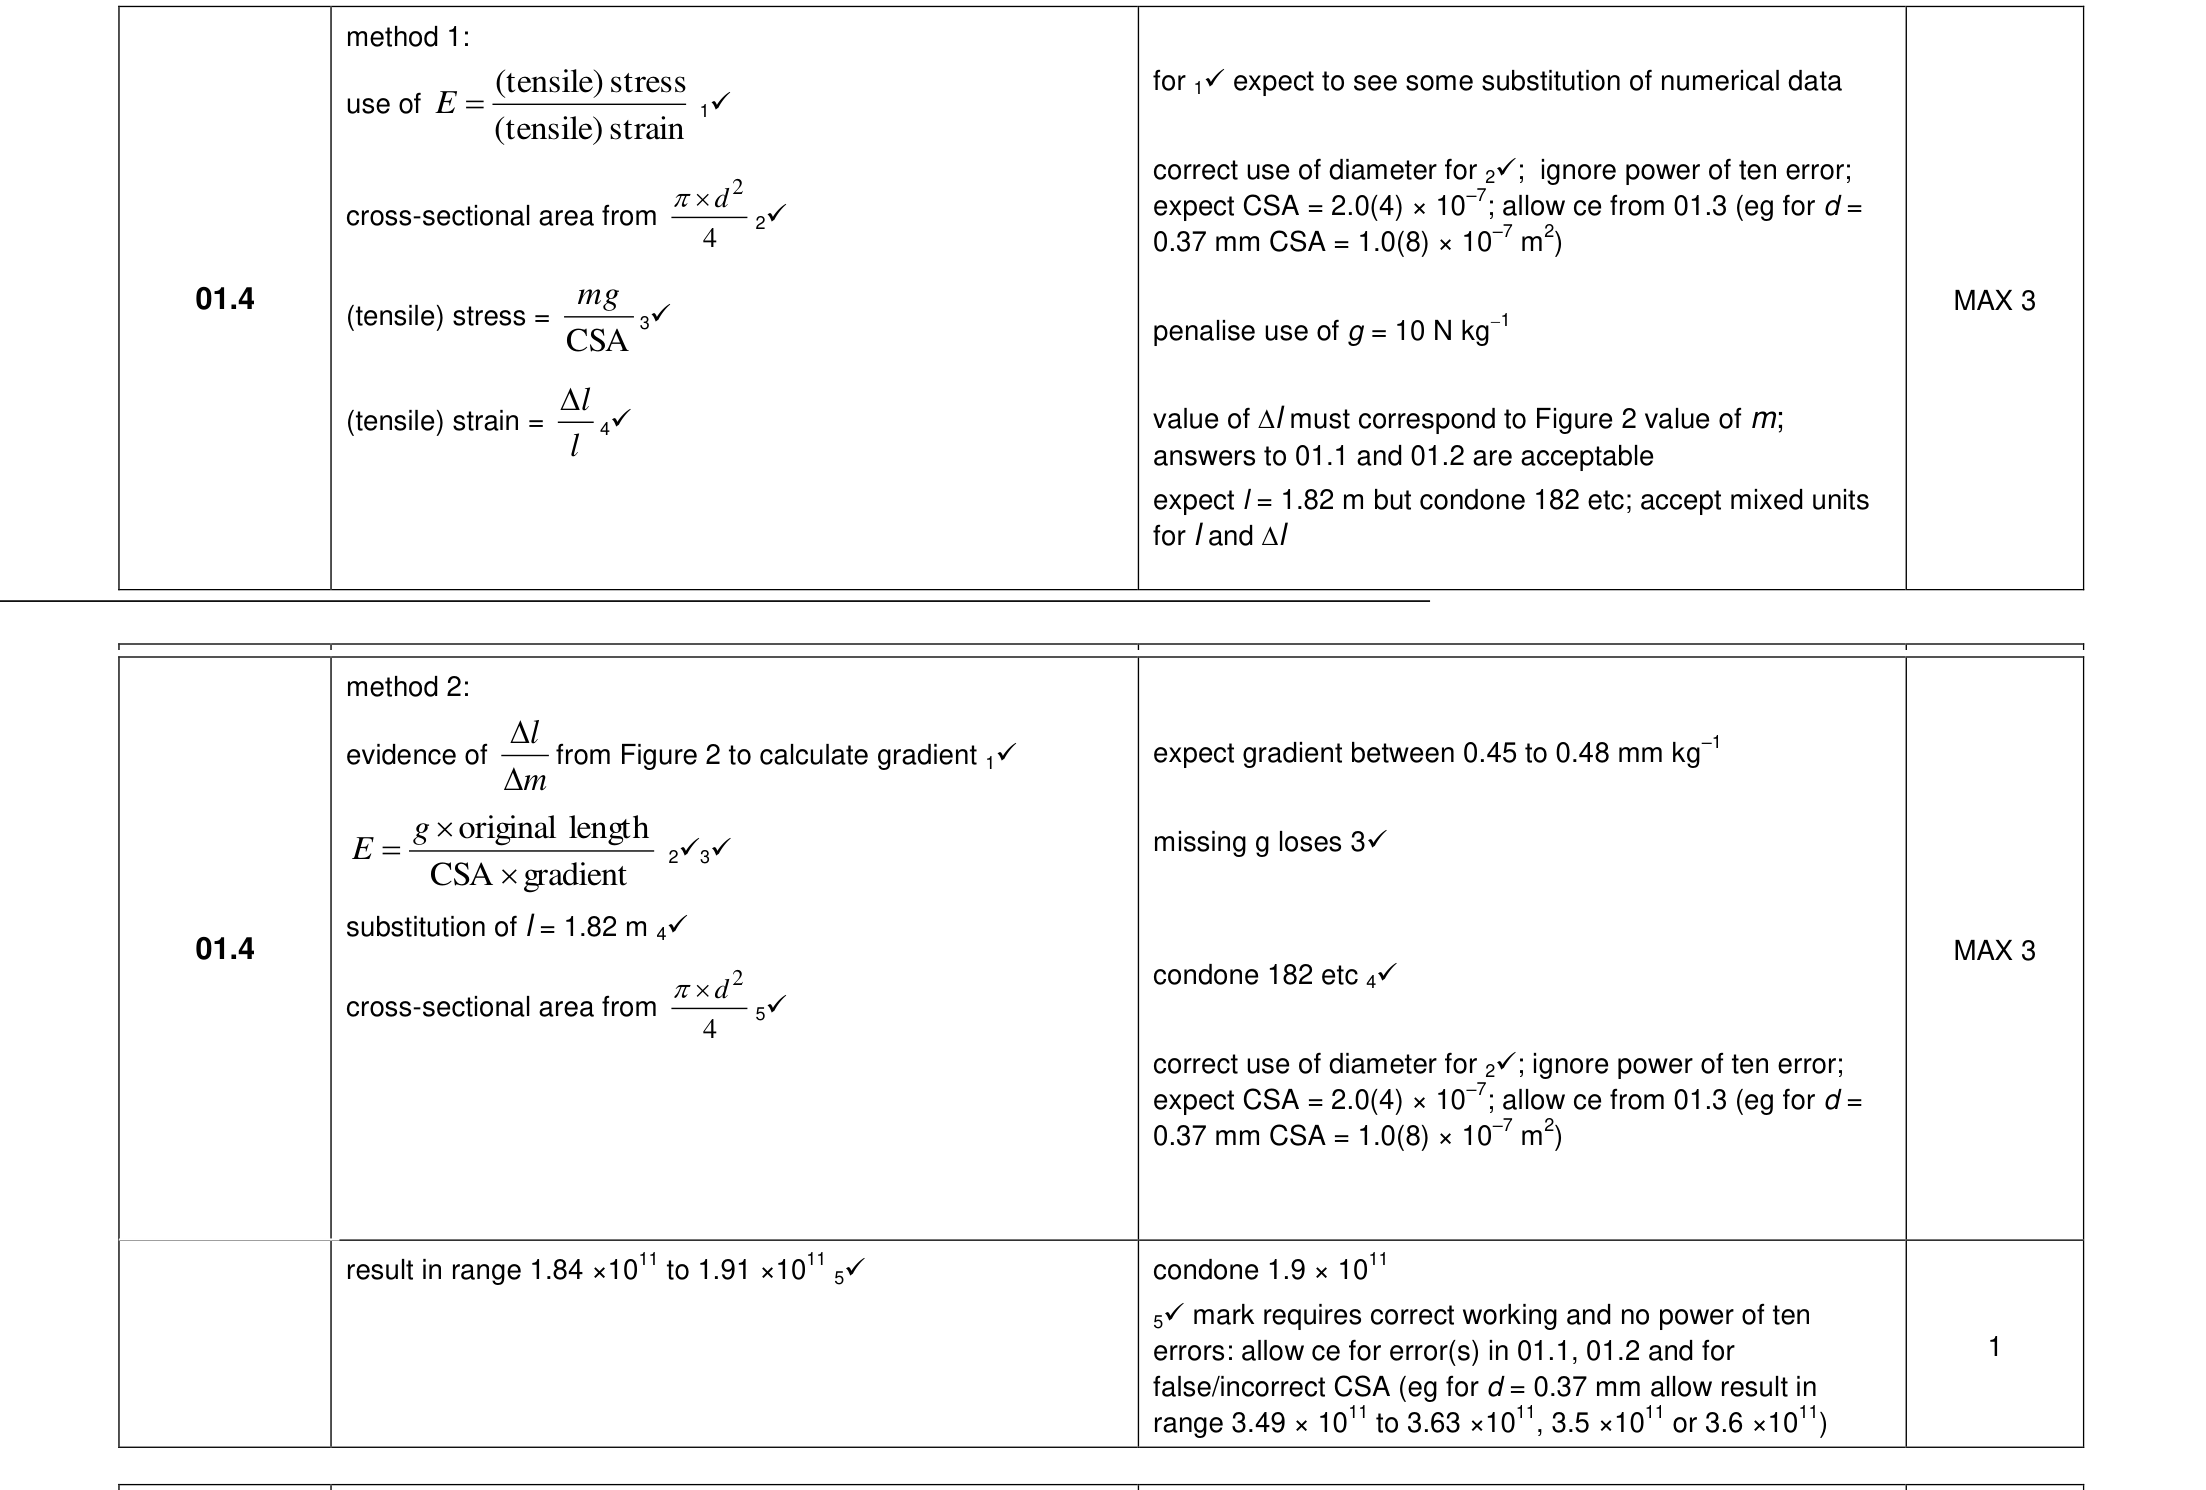 01.4
method 1:
use of E = (tensile) stress / (tensile) strain ₁✓
cross-sectional area from π × d² / 4 ₂✓
(tensile) stress = mg / CSA ₃✓
(tensile) strain = Δl / l ₄✓
for ₁✓ expect to see some substitution of numerical data
correct use of diameter for ₂✓; ignore power of ten error;
expect CSA = 2.0(4) × 10⁻⁷; allow ce from 01.3 (eg for d =
0.37 mm CSA = 1.0(8) × 10⁻⁷ m²)
penalise use of g = 10 N kg⁻¹
value of Δl must correspond to Figure 2 value of m;
answers to 01.1 and 01.2 are acceptable
expect l = 1.82 m but condone 182 etc; accept mixed units
for l and Δl
MAX 3
01.4
method 2:
evidence of Δl / Δm from Figure 2 to calculate gradient ₁✓
E = g × original length / CSA × gradient ₂✓₃✓
substitution of l = 1.82 m ₄✓
cross-sectional area from π × d² / 4 ₅✓
expect gradient between 0.45 to 0.48 mm kg⁻¹
missing g loses 3✓
condone 182 etc ₄✓
correct use of diameter for ₂✓; ignore power of ten error;
expect CSA = 2.0(4) × 10⁻⁷; allow ce from 01.3 (eg for d =
0.37 mm CSA = 1.0(8) × 10⁻⁷ m²)
MAX 3
result in range 1.84 ×10¹¹ to 1.91 ×10¹¹ ₅✓
condone 1.9 × 10¹¹
₅✓ mark requires correct working and no power of ten
errors: allow ce for error(s) in 01.1, 01.2 and for
false/incorrect CSA (eg for d = 0.37 mm allow result in
range 3.49 × 10¹¹ to 3.63 ×10¹¹, 3.5 ×10¹¹ or 3.6 ×10¹¹)
1